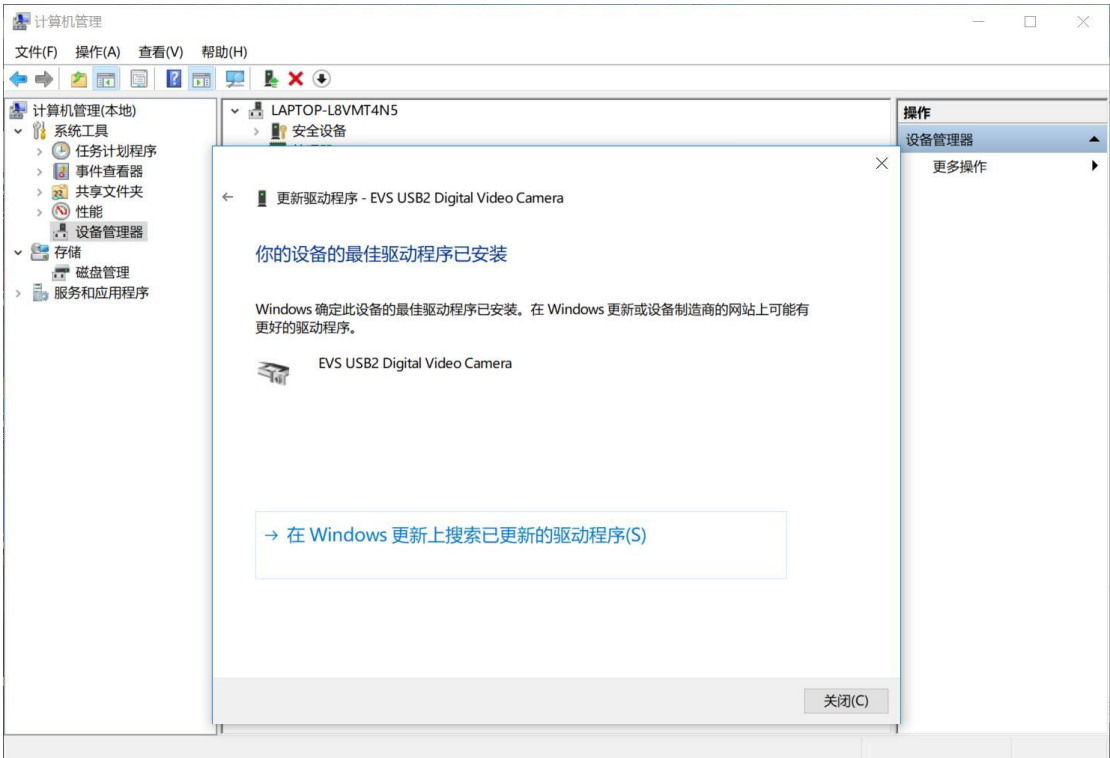 计算机管理
文件(F) 操作(A) 查看(V) 帮助(H)
计算机管理(本地)
系统工具
任务计划程序
事件查看器
共享文件夹
性能
设备管理器
存储
磁盘管理
服务和应用程序
LAPTOP-L8VMT4N5
安全设备
操作
设备管理器
更多操作
更新驱动程序 - EVS USB2 Digital Video Camera
你的设备的最佳驱动程序已安装
Windows 确定此设备的最佳驱动程序已安装。在 Windows 更新或设备制造商的网站上可能有
更好的驱动程序。
EVS USB2 Digital Video Camera
→ 在 Windows 更新上搜索已更新的驱动程序(S)
关闭(C)